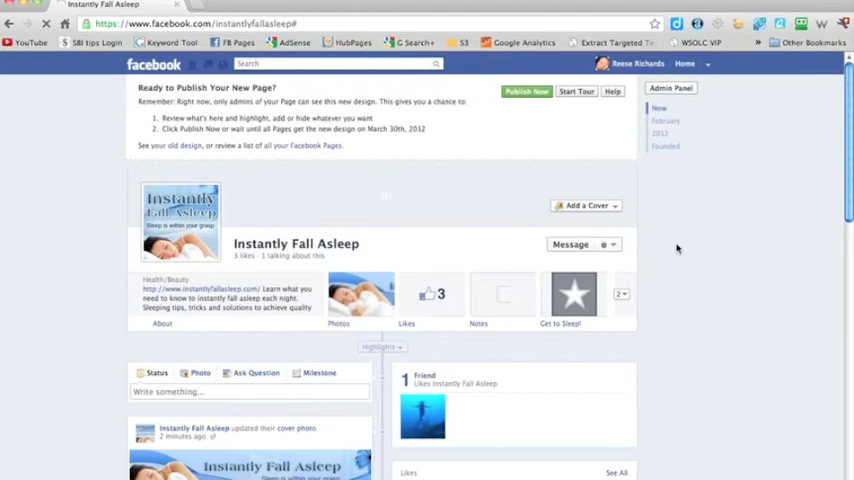 Instantly Fall Asleep
https://www.facebook.com/instantlyfallasleep#
YouTube SBI tips Login Keyword Tool FB Pages AdSense HubPages G Search+ S3 Google Analytics Extract Targeted Te WSOLC VIP » Other Bookmarks
facebook Search Reese Richards Home
Ready to Publish Your New Page? Publish Now Start Tour Help Admin Panel
Remember: Right now, only admins of your Page can see this new design. This gives you a chance to:
1. Review what's here and highlight, add or hide whatever you want
2. Click Publish Now or wait until all Pages get the new design on March 30th, 2012
See your old design, or review a list of all your Facebook Pages.
Now
February
2012
Founded
Instantly
Fall Asleep
Sleep is within your grasp
Add a Cover
Instantly Fall Asleep Message
3 likes · 1 talking about this
Health/Beauty
http://www.instantlyfallasleep.com/ Learn what you
need to know to instantly fall asleep each night.
Sleeping tips, tricks and solutions to achieve quality
3 2
About Photos Likes Notes Get to Sleep!
Highlights
Status Photo Ask Question Milestone
Write something...
1 Friend
Likes Instantly Fall Asleep
Instantly Fall Asleep updated their cover photo.
2 minutes ago
Instantly Fall Asleep
Likes See All